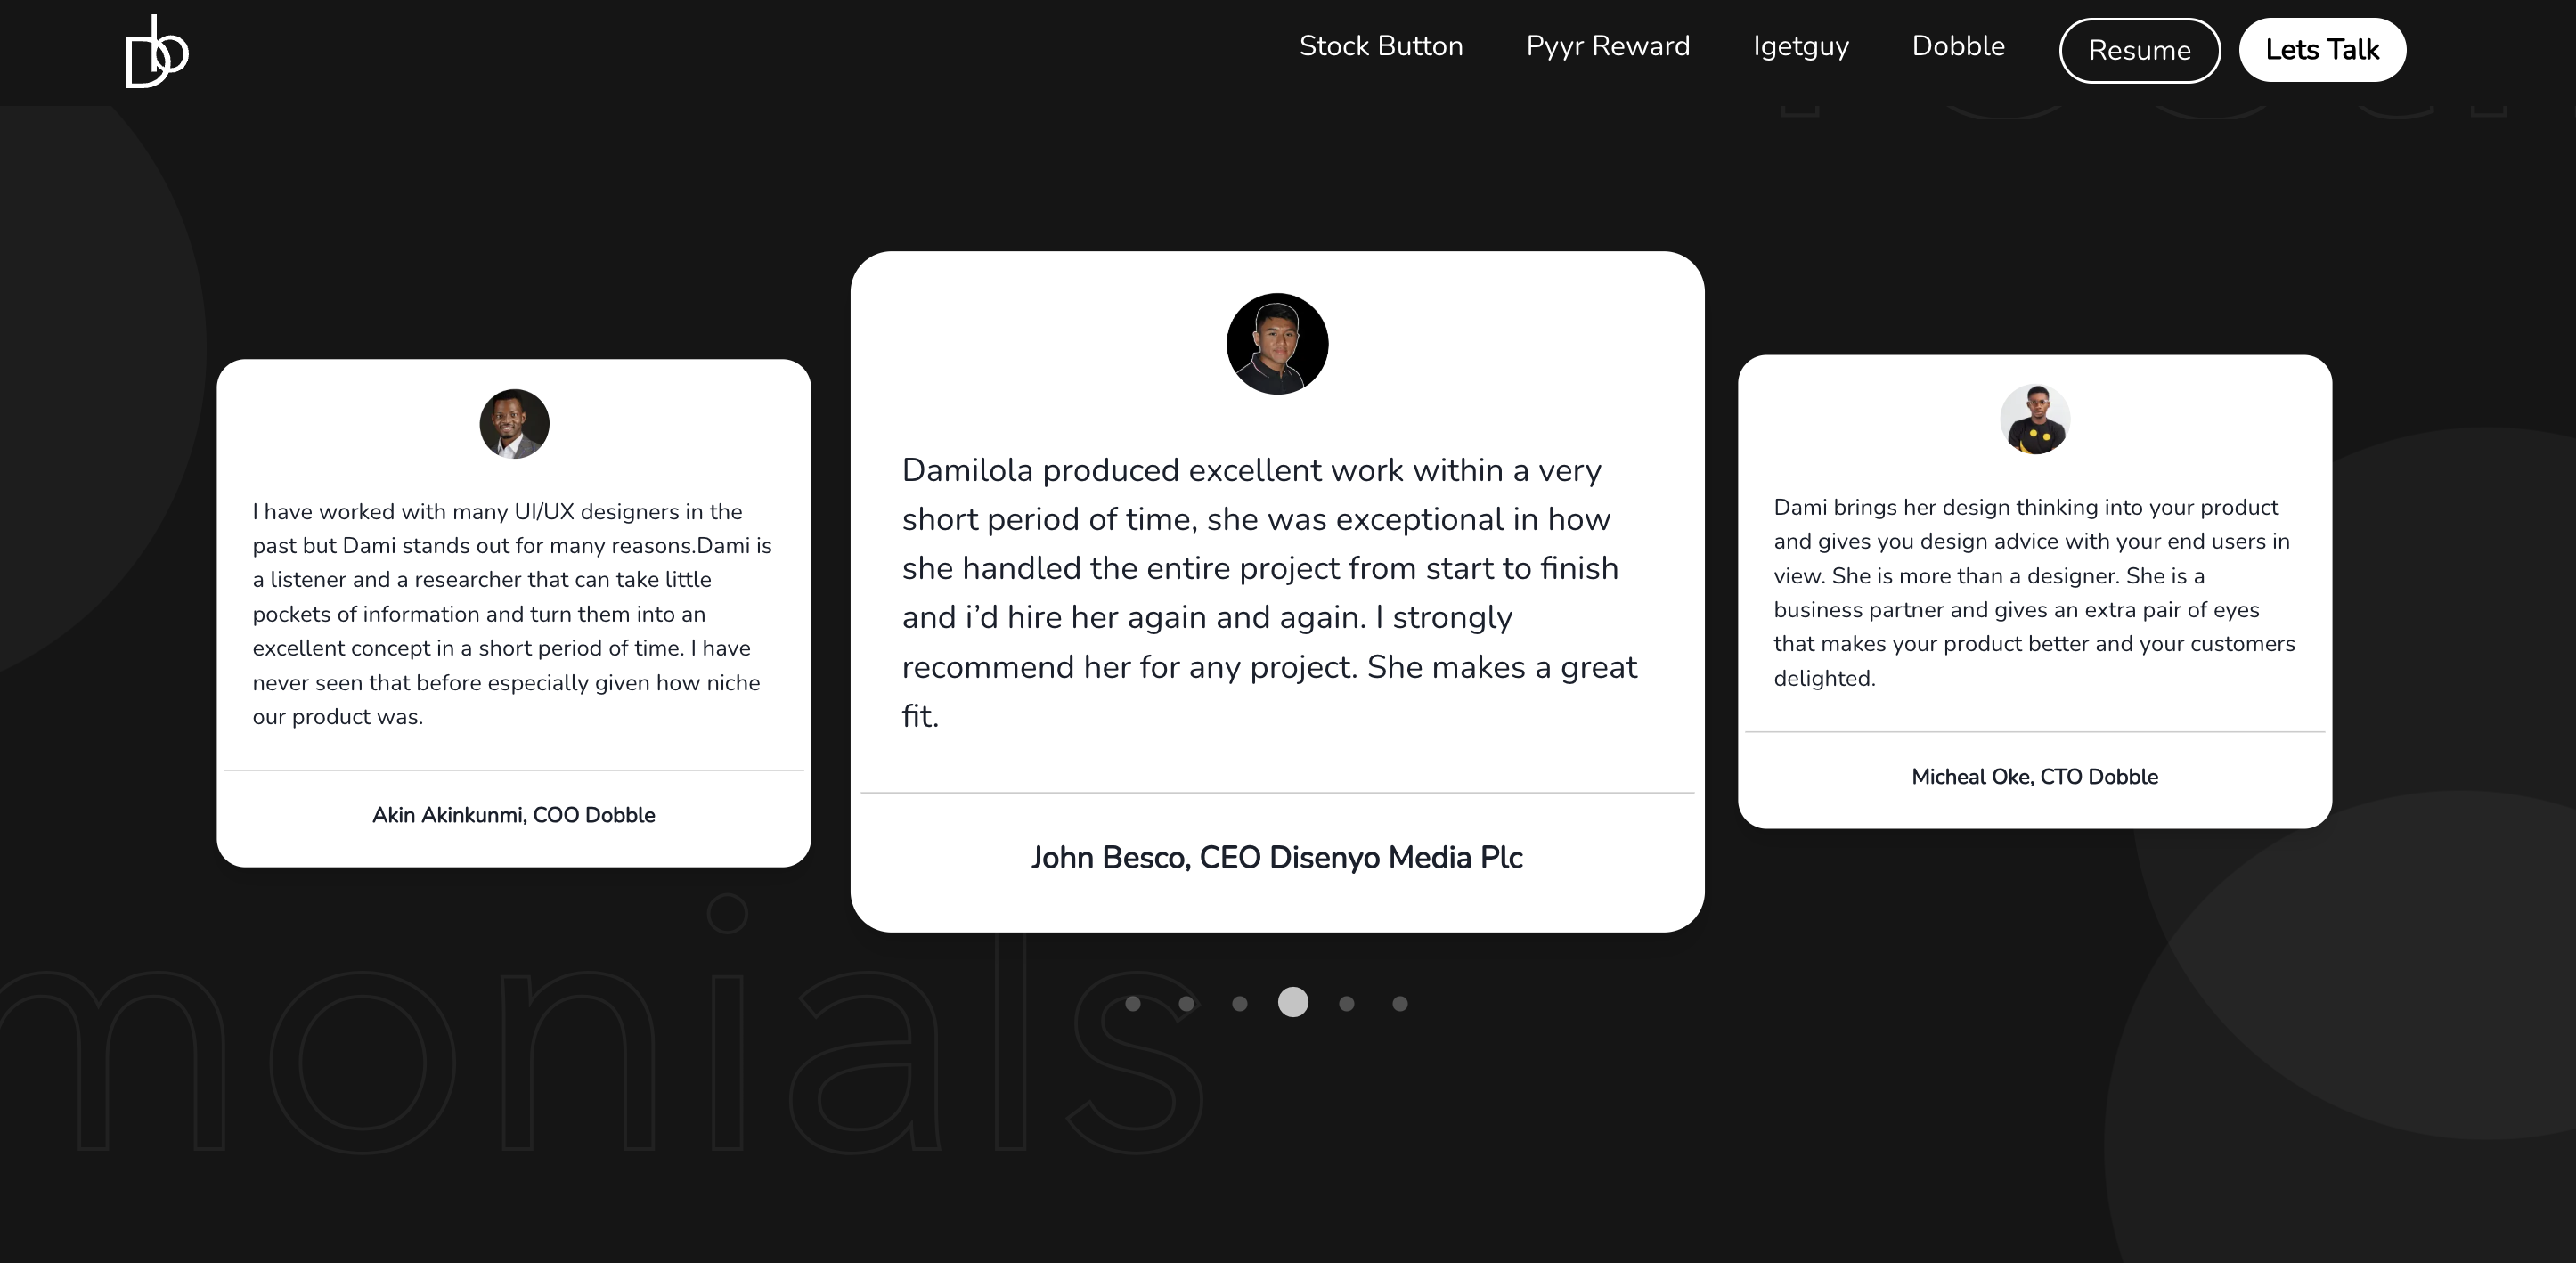 Stock Button
Pyyr Reward
Igetguy
Dobble
Resume
Lets Talk
I have worked with many UI/UX designers in the
past but Dami stands out for many reasons.Dami is
a listener and a researcher that can take little
pockets of information and turn them into an
excellent concept in a short period of time. I have
never seen that before especially given how niche
our product was.
Akin Akinkunmi, COO Dobble
Damilola produced excellent work within a very
short period of time, she was exceptional in how
she handled the entire project from start to finish
and i’d hire her again and again. I strongly
recommend her for any project. She makes a great
fit.
John Besco, CEO Disenyo Media Plc
Dami brings her design thinking into your product
and gives you design advice with your end users in
view. She is more than a designer. She is a
business partner and gives an extra pair of eyes
that makes your product better and your customers
delighted.
Micheal Oke, CTO Dobble
monials